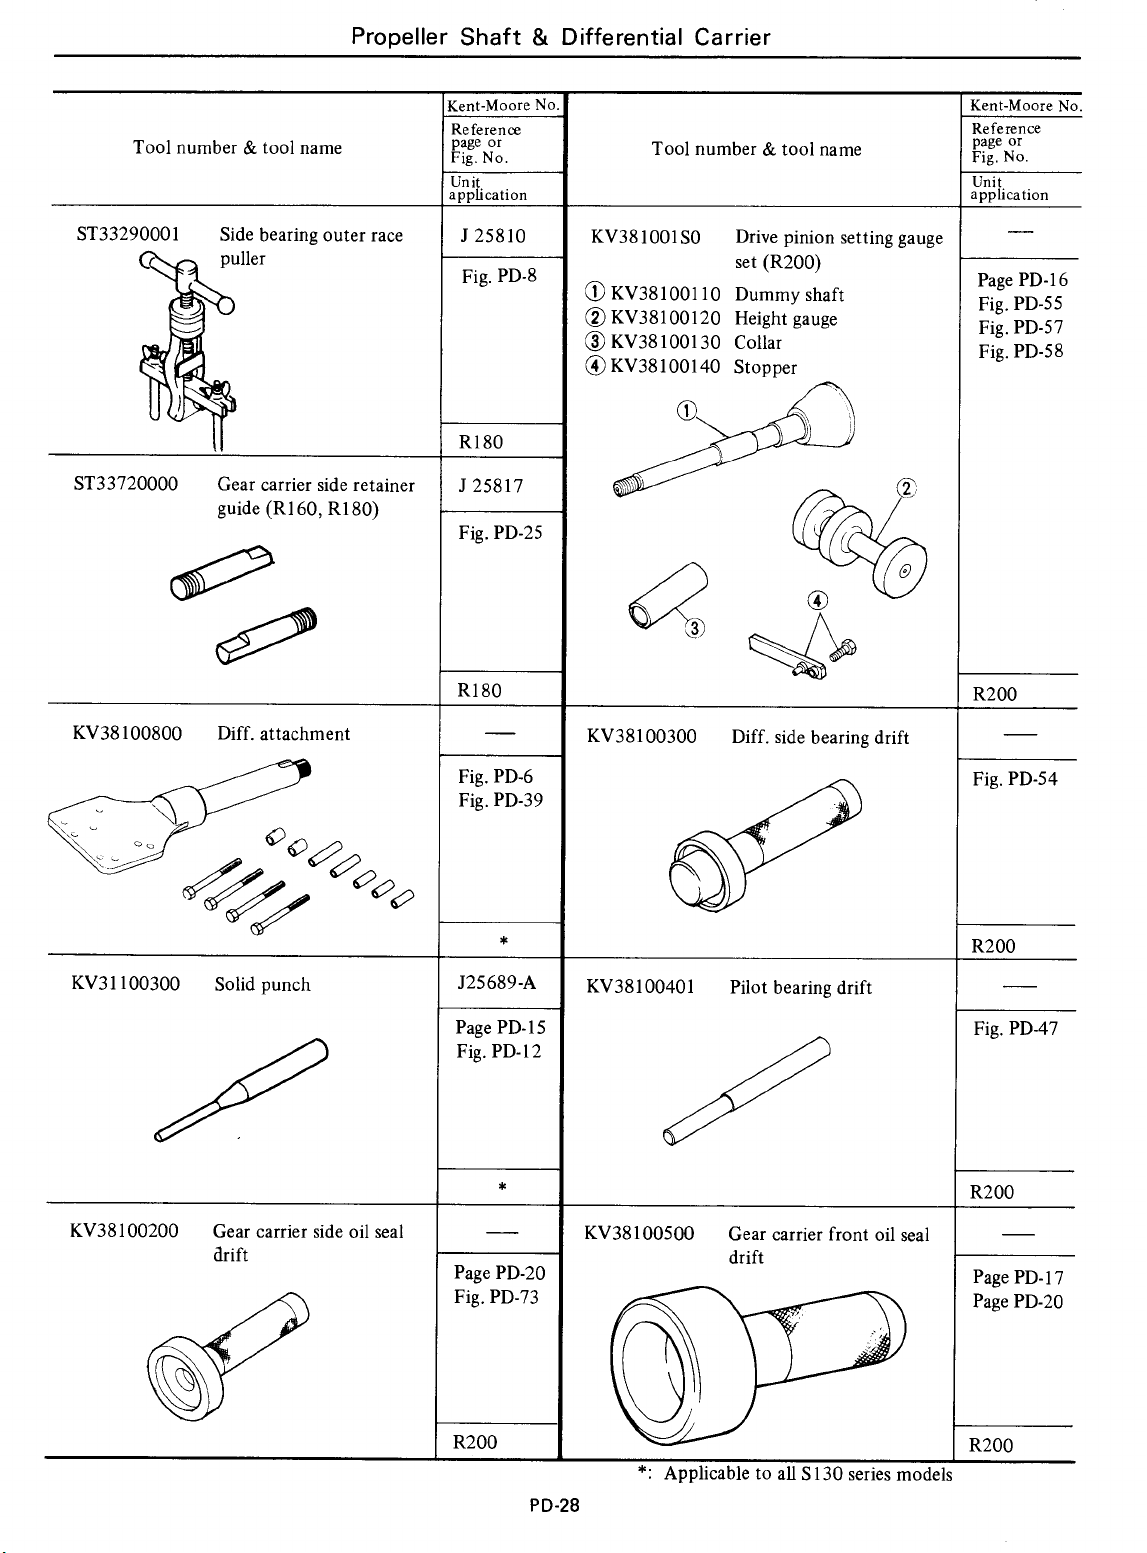 Propeller Shaft & Differential Carrier
Tool number & tool name
Kent-Moore No.
Reference
page or
Fig. No.
Unit
application
ST33290001 Side bearing outer race
puller
J 25810
Fig. PD-8
R180
ST33720000 Gear carrier side retainer
guide (R160, R180)
J 25817
Fig. PD-25
R180
KV38100800 Diff. attachment
—
Fig. PD-6
Fig. PD-39
*
KV31100300 Solid punch
J25689-A
Page PD-15
Fig. PD-12
*
KV38100200 Gear carrier side oil seal
drift
—
Page PD-20
Fig. PD-73
R200
Tool number & tool name
Kent-Moore No.
Reference
page or
Fig. No.
Unit
application
KV381001S0 Drive pinion setting gauge
set (R200)
① KV38100110 Dummy shaft
② KV38100120 Height gauge
③ KV38100130 Collar
④ KV38100140 Stopper
①
②
③
④
—
Page PD-16
Fig. PD-55
Fig. PD-57
Fig. PD-58
R200
KV38100300 Diff. side bearing drift
—
Fig. PD-54
R200
KV38100401 Pilot bearing drift
—
Fig. PD-47
R200
KV38100500 Gear carrier front oil seal
drift
—
Page PD-17
Page PD-20
R200
*: Applicable to all S130 series models
PD-28